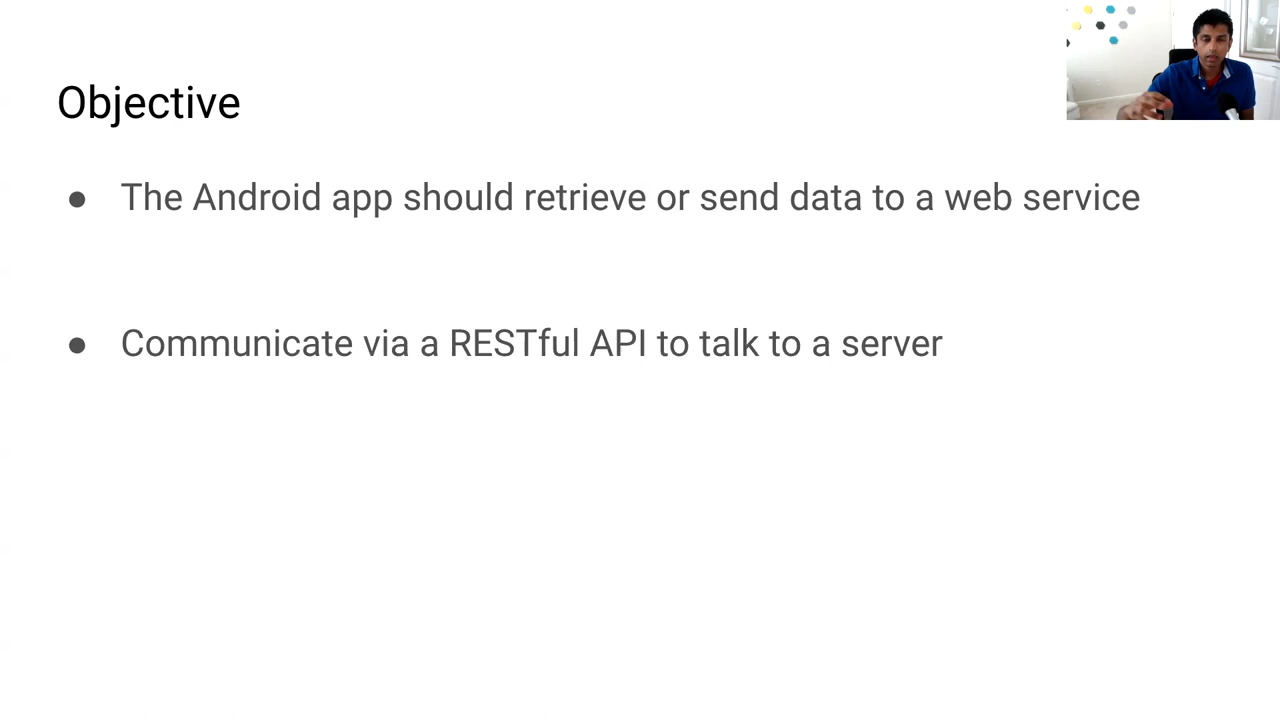 Objective
● The Android app should retrieve or send data to a web service
● Communicate via a RESTful API to talk to a server